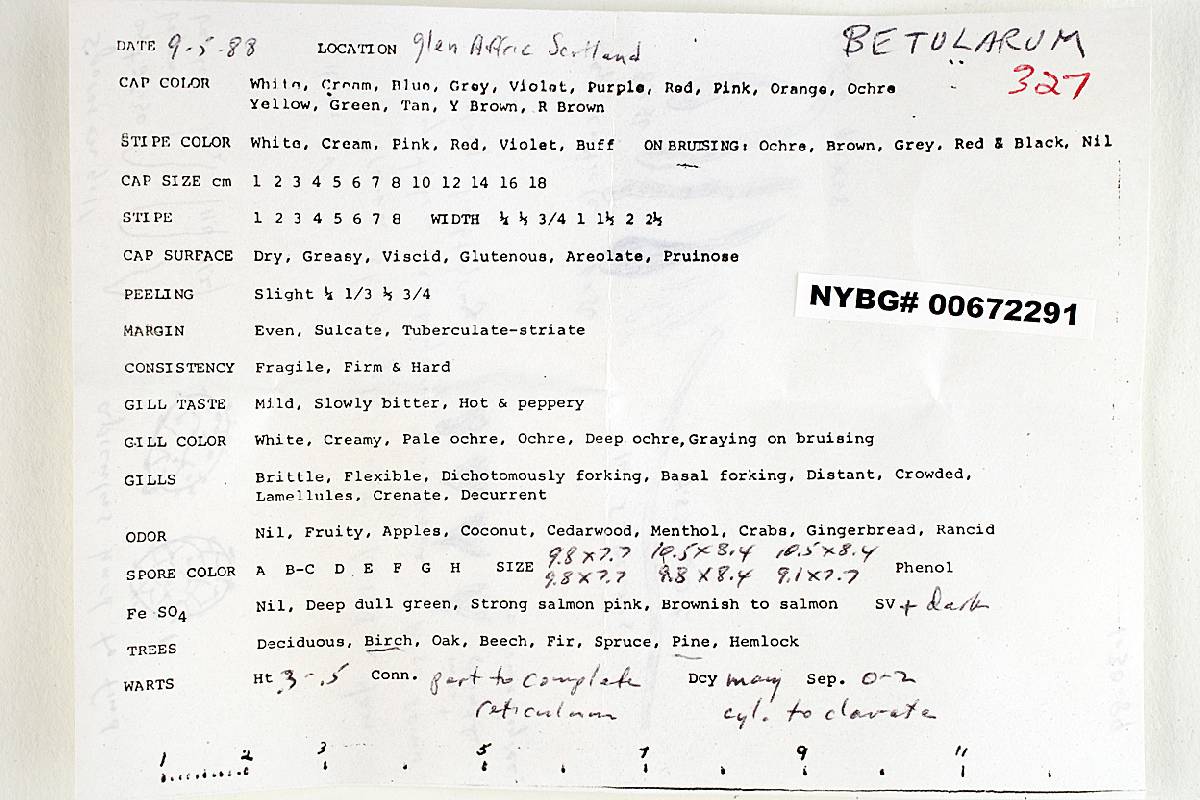 DATE 9-5-88 LOCATION Glen Affric Scotland BETULARUM
327
CAP COLOR White, Cream, Blue, Grey, Violet, Purple, Red, Pink, Orange, Ochre
Yellow, Green, Tan, Y Brown, R Brown
STIPE COLOR White, Cream, Pink, Red, Violet, Buff ON BRUISING: Ochre, Brown, Grey, Red & Black, Nil
CAP SIZE cm 1 2 3 4 5 6 7 8 10 12 14 16 18
STIPE 1 2 3 4 5 6 7 8 WIDTH ¼ ½ 3/4 1 1½ 2 2½
CAP SURFACE Dry, Greasy, Viscid, Glutenous, Areolate, Pruinose
PEELING Slight ¼ 1/3 ½ 3/4
NYBG# 00672291
MARGIN Even, Sulcate, Tuberculate-striate
CONSISTENCY Fragile, Firm & Hard
GILL TASTE Mild, Slowly bitter, Hot & peppery
GILL COLOR White, Creamy, Pale ochre, Ochre, Deep ochre, Graying on bruising
GILLS Brittle, Flexible, Dichotomously forking, Basal forking, Distant, Crowded,
Lamellules, Crenate, Decurrent
ODOR Nil, Fruity, Apples, Coconut, Cedarwood, Menthol, Crabs, Gingerbread, Rancid
9.8 x 7.7 10.5 x 8.4 10.5 x 8.4
SPORE COLOR A B-C D E F G H SIZE 9.8 x 7.7 9.8 x 8.4 9.1 x 7.7 Phenol
Fe SO4 Nil, Deep dull green, Strong salmon pink, Brownish to salmon SV + dark
TREES Deciduous, Birch, Oak, Beech, Fir, Spruce, Pine, Hemlock
WARTS Ht .3-.5 Conn. part to complete Dcy many Sep. 0-2
reticulum cyl. to clavate
1 2 3 5 7 9 11